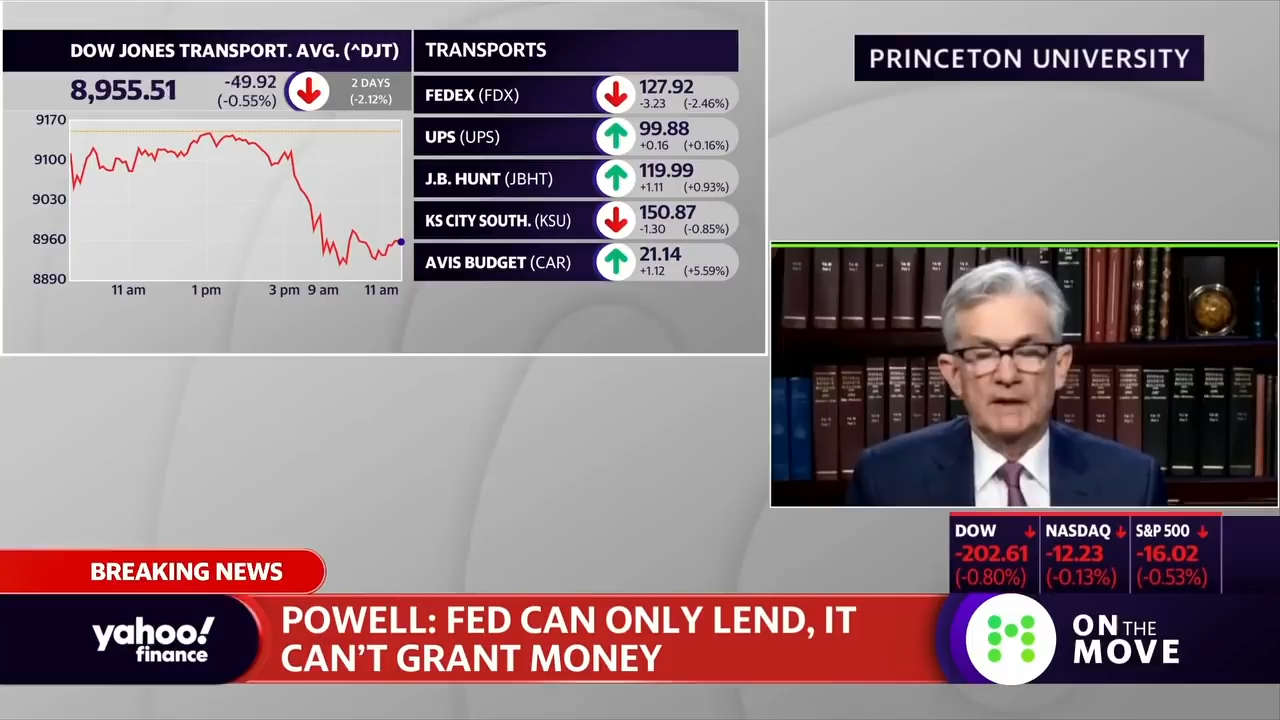 DOW JONES TRANSPORT. AVG. (^DJT)
8,955.51
-49.92
(-0.55%)
2 DAYS
(-2.12%)
9170
9100
9030
8960
8890
11 am
1 pm
3 pm
9 am
11 am
TRANSPORTS
FEDEX (FDX)
127.92
-3.23 (-2.46%)
UPS (UPS)
99.88
+0.16 (+0.16%)
J.B. HUNT (JBHT)
119.99
+1.11 (+0.93%)
KS CITY SOUTH. (KSU)
150.87
-1.30 (-0.85%)
AVIS BUDGET (CAR)
21.14
+1.12 (+5.59%)
PRINCETON UNIVERSITY
DOW
-202.61
(-0.80%)
NASDAQ
-12.23
(-0.13%)
S&P 500
-16.02
(-0.53%)
BREAKING NEWS
yahoo!
finance
POWELL: FED CAN ONLY LEND, IT
CAN'T GRANT MONEY
ON THE
MOVE